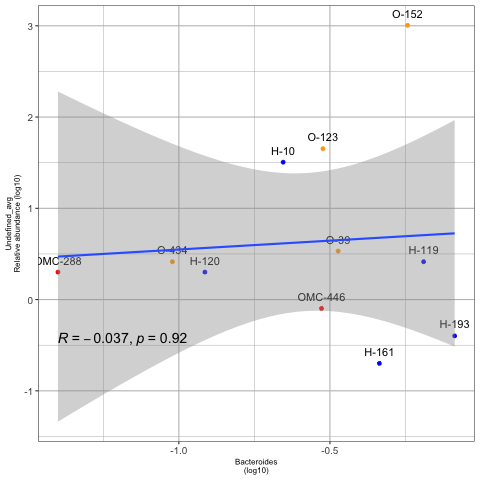 O-152
3
2
O-123
H-10
1
O-434
O-39
OMC-288
H-120
H-119
0
OMC-446
H-193
R = −0.037, p = 0.92
H-161
-1
-1.0
-0.5
Undefined_avg
Relative abundance (log10)
Bacteroides
(log10)